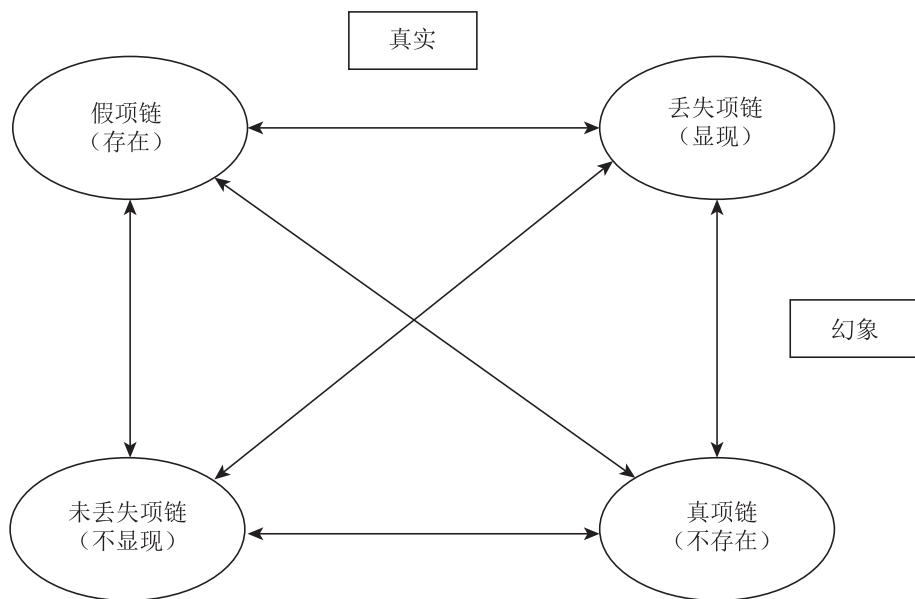 真实
假项链
（存在）
丢失项链
（显现）
幻象
未丢失项链
（不显现）
真项链
（不存在）